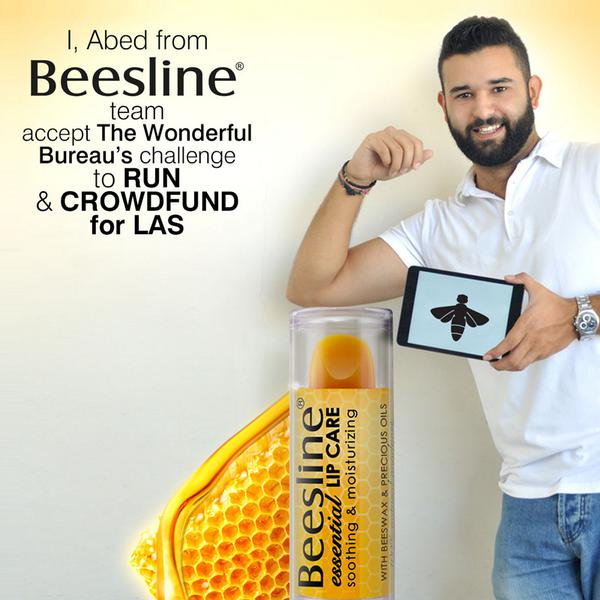 I, Abed from
Beesline®
team
accept The Wonderful
Bureau's challenge
to RUN
& CROWDFUND
for LAS
Beesline®
essential LIP CARE
soothing & moisturizing
WITH BEESWAX & PRECIOUS OILS